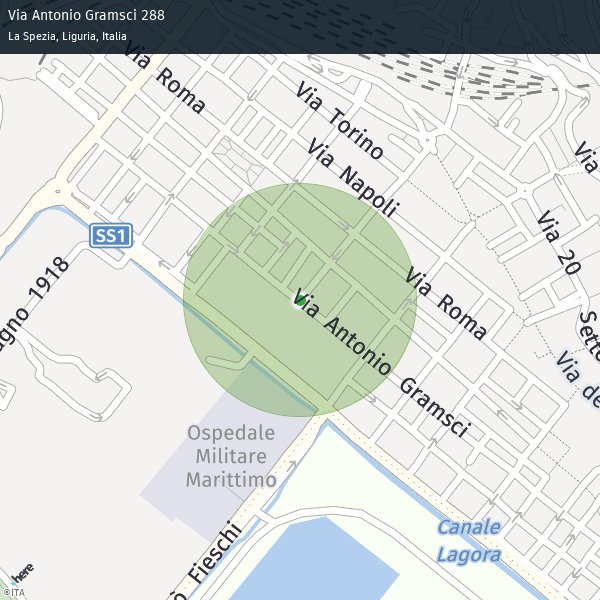 Via Antonio Gramsci 288
La Spezia, Liguria, Italia
Via Roma
Via Torino
Via
Via Napoli
Via 20
Sette
SS1
Via Roma
1918
Via Antonio Gramsci
Via de
Ospedale
Militare
Marittimo
Canale
Lagora
Fieschi
here
©ITA